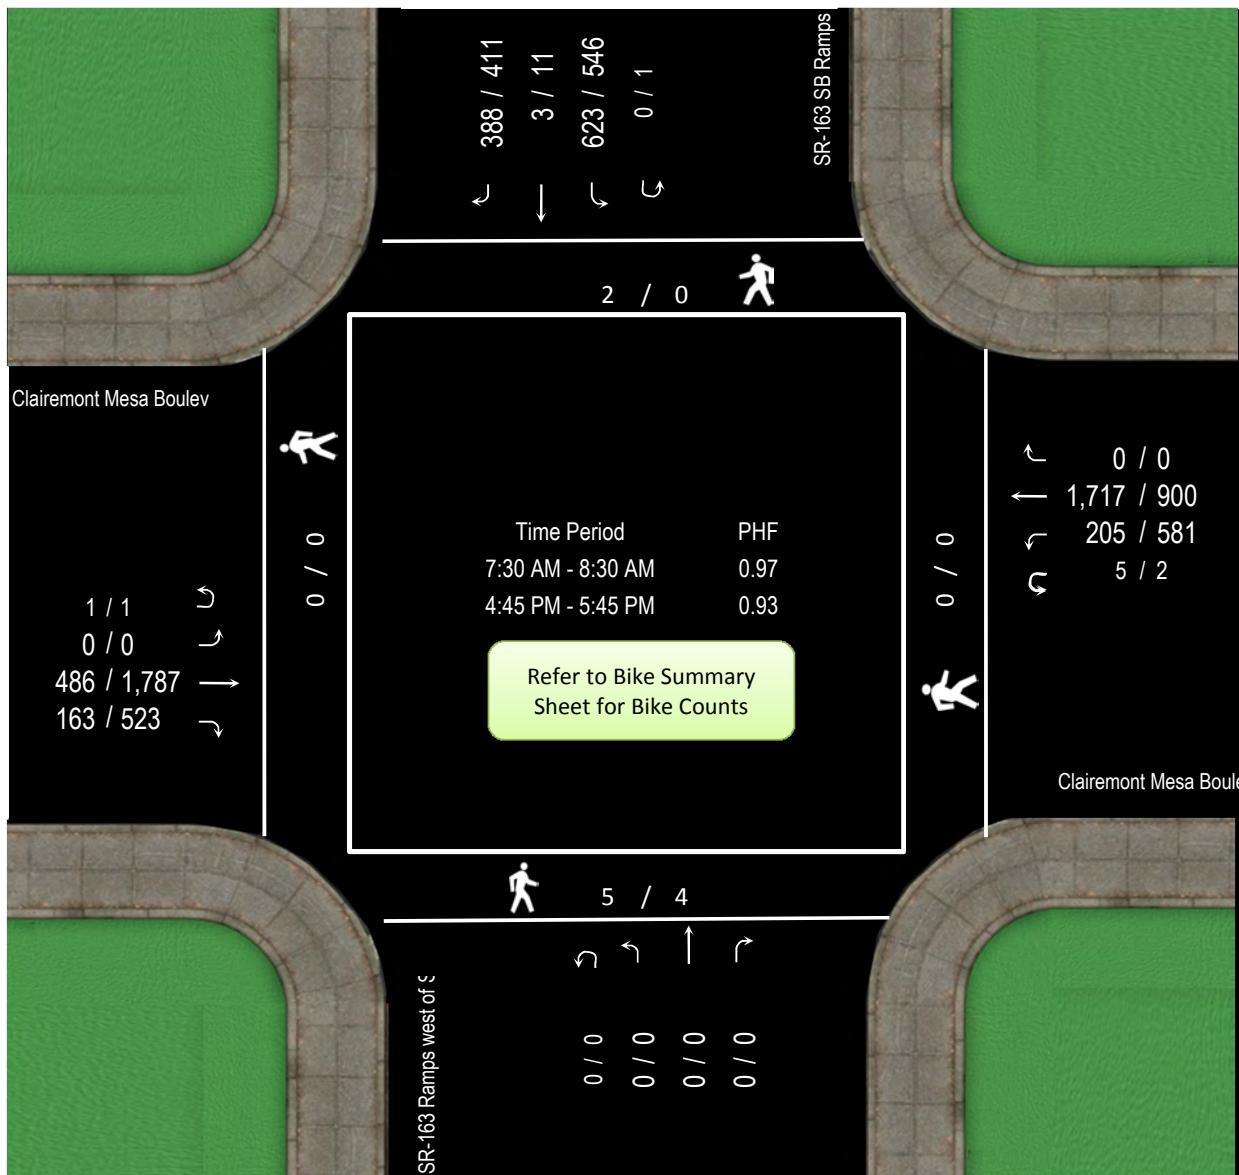 388 / 411
3 / 11
623 / 546
0 / 1
SR-163 SB Ramps
2 / 0
Clairemont Mesa Boulev
0 / 0
1 / 1
0 / 0
486 / 1,787
163 / 523
Time Period PHF
7:30 AM - 8:30 AM 0.97
4:45 PM - 5:45 PM 0.93
Refer to Bike Summary
Sheet for Bike Counts
0 / 0
0 / 0
1,717 / 900
205 / 581
5 / 2
Clairemont Mesa Boule
5 / 4
SR-163 Ramps west of S
0 / 0
0 / 0
0 / 0
0 / 0